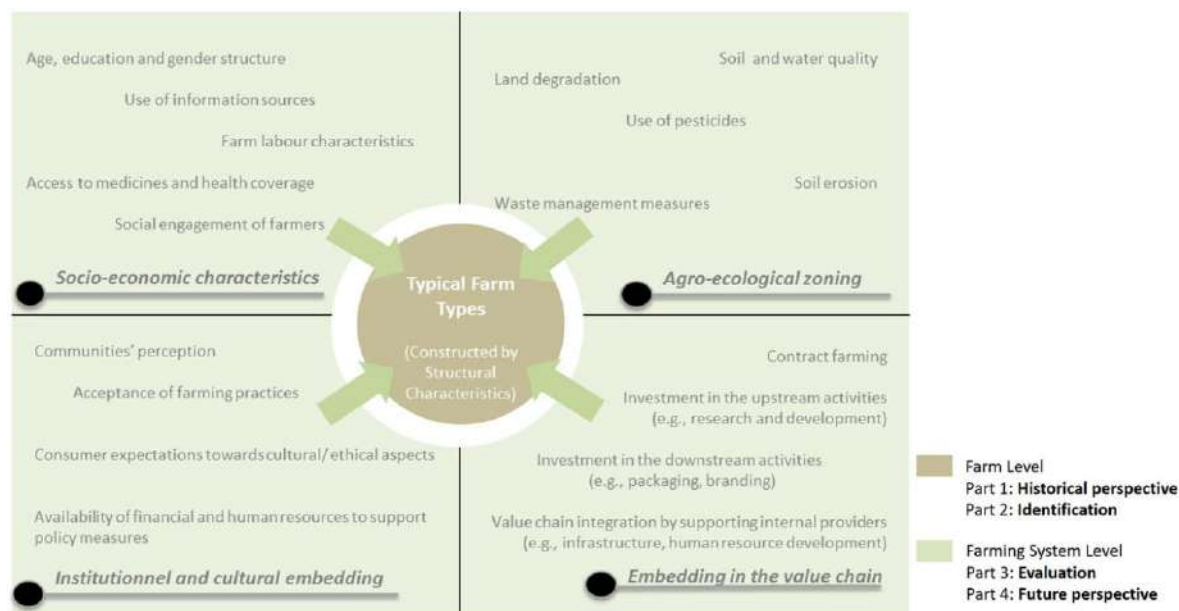 Age, education and gender structure
Use of information sources
Farm labour characteristics
Access to medicines and health coverage
Social engagement of farmers
Socio-economic characteristics
Soil and water quality
Land degradation
Use of pesticides
Soil erosion
Waste management measures
Agro-ecological zoning
Typical Farm
Types
(Constructed by
Structural
Characteristics)
Communities' perception
Acceptance of farming practices
Consumer expectations towards cultural/ ethical aspects
Availability of financial and human resources to support
policy measures
Institutionnel and cultural embedding
Contract farming
Investment in the upstream activities
(e.g., research and development)
Investment in the downstream activities
(e.g., packaging, branding)
Value chain integration by supporting internal providers
(e.g., infrastructure, human resource development)
Embedding in the value chain
Farm Level
Part 1: Historical perspective
Part 2: Identification
Farming System Level
Part 3: Evaluation
Part 4: Future perspective